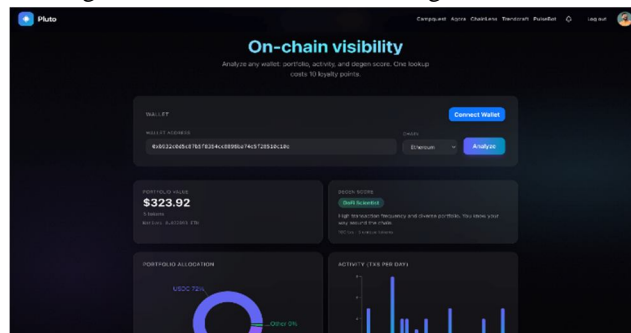 Pluto
Campquest Agora ChainLens Trendcraft PulseBot Log out
On-chain visibility
Analyze any wallet: portfolio, activity, and degen score. One lookup
costs 10 loyalty points.
WALLET
Connect Wallet
WALLET ADDRESS
CHAIN
Ethereum
Analyze
PORTFOLIO VALUE
$323.92
DEGEN SCORE
DeFi Scientist
High transaction frequency and diverse portfolio. You know your
way around the chain.
PORTFOLIO ALLOCATION
ACTIVITY (TXS PER DAY)
USDC 72%
Other 0%